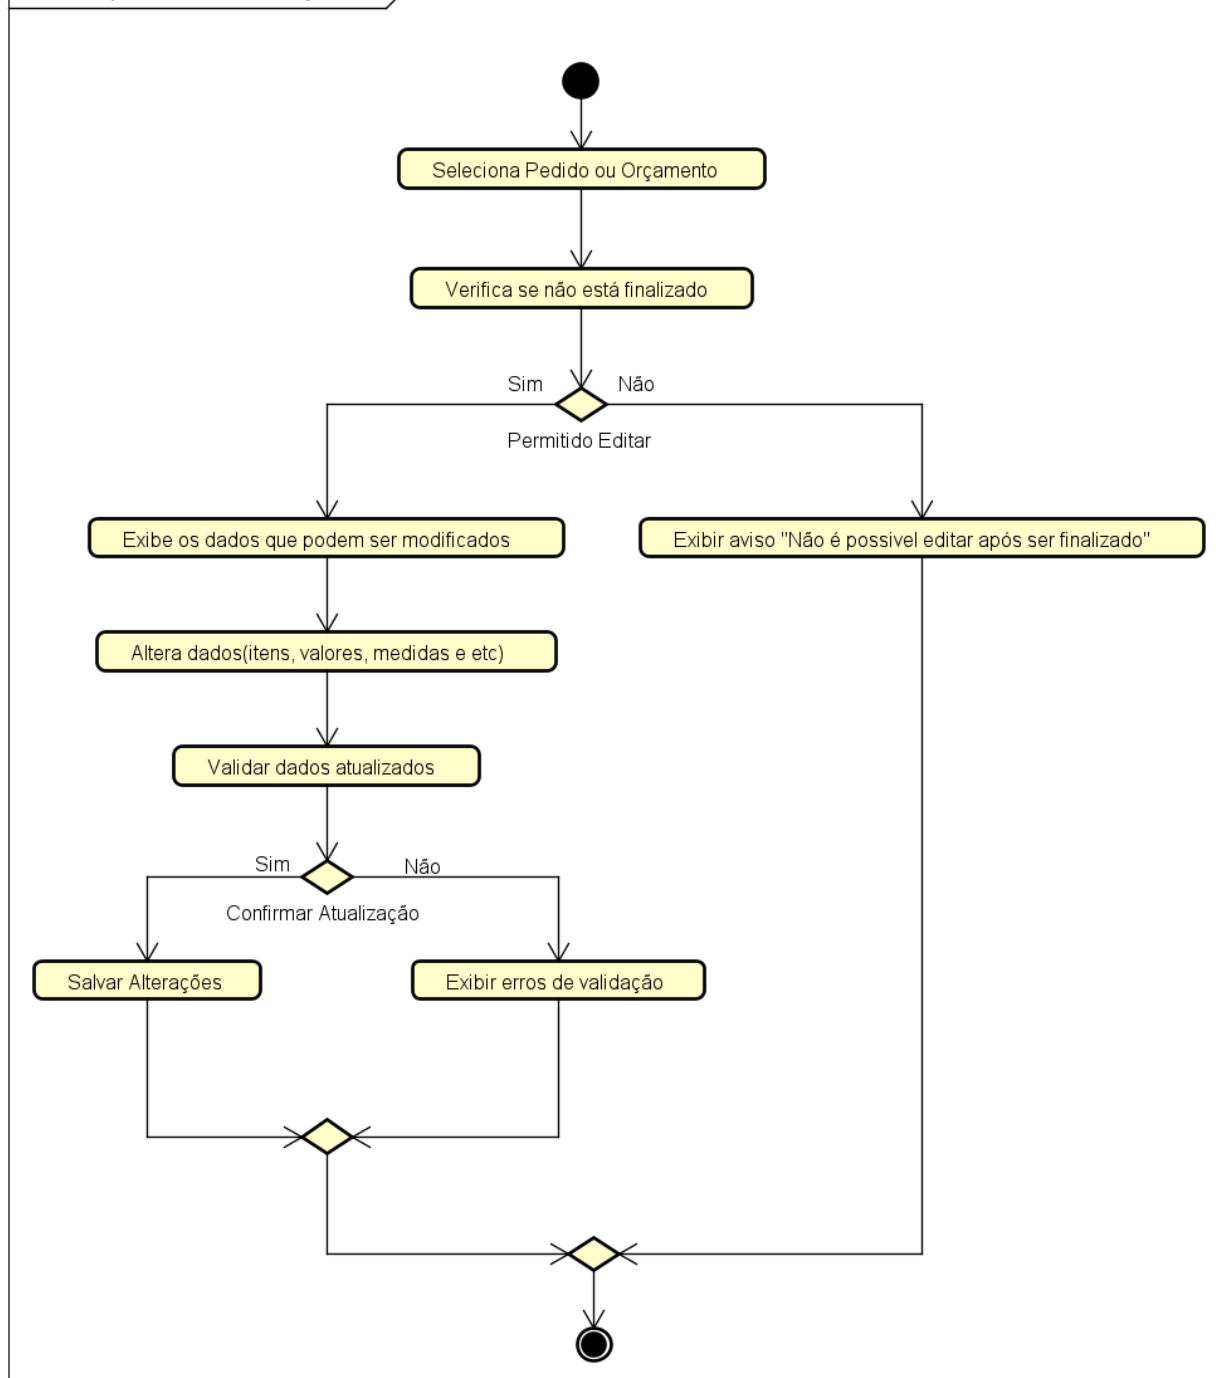 Seleciona Pedido ou Orçamento
Verifica se não está finalizado
Sim
Não
Permitido Editar
Exibe os dados que podem ser modificados
Exibir aviso "Não é possivel editar após ser finalizado"
Altera dados(itens, valores, medidas e etc)
Validar dados atualizados
Sim
Não
Confirmar Atualização
Salvar Alterações
Exibir erros de validação